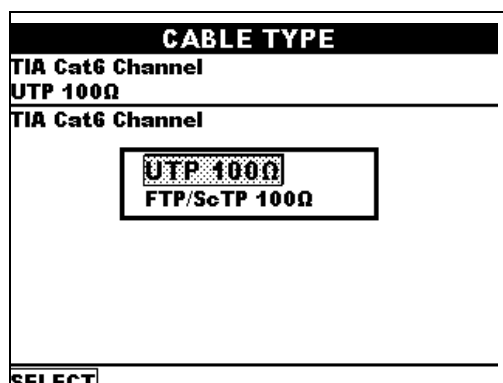 CABLE TYPE
TIA Cat6 Channel
UTP 100Ω
TIA Cat6 Channel
UTP 100Ω
FTP/ScTP 100Ω
SELECT